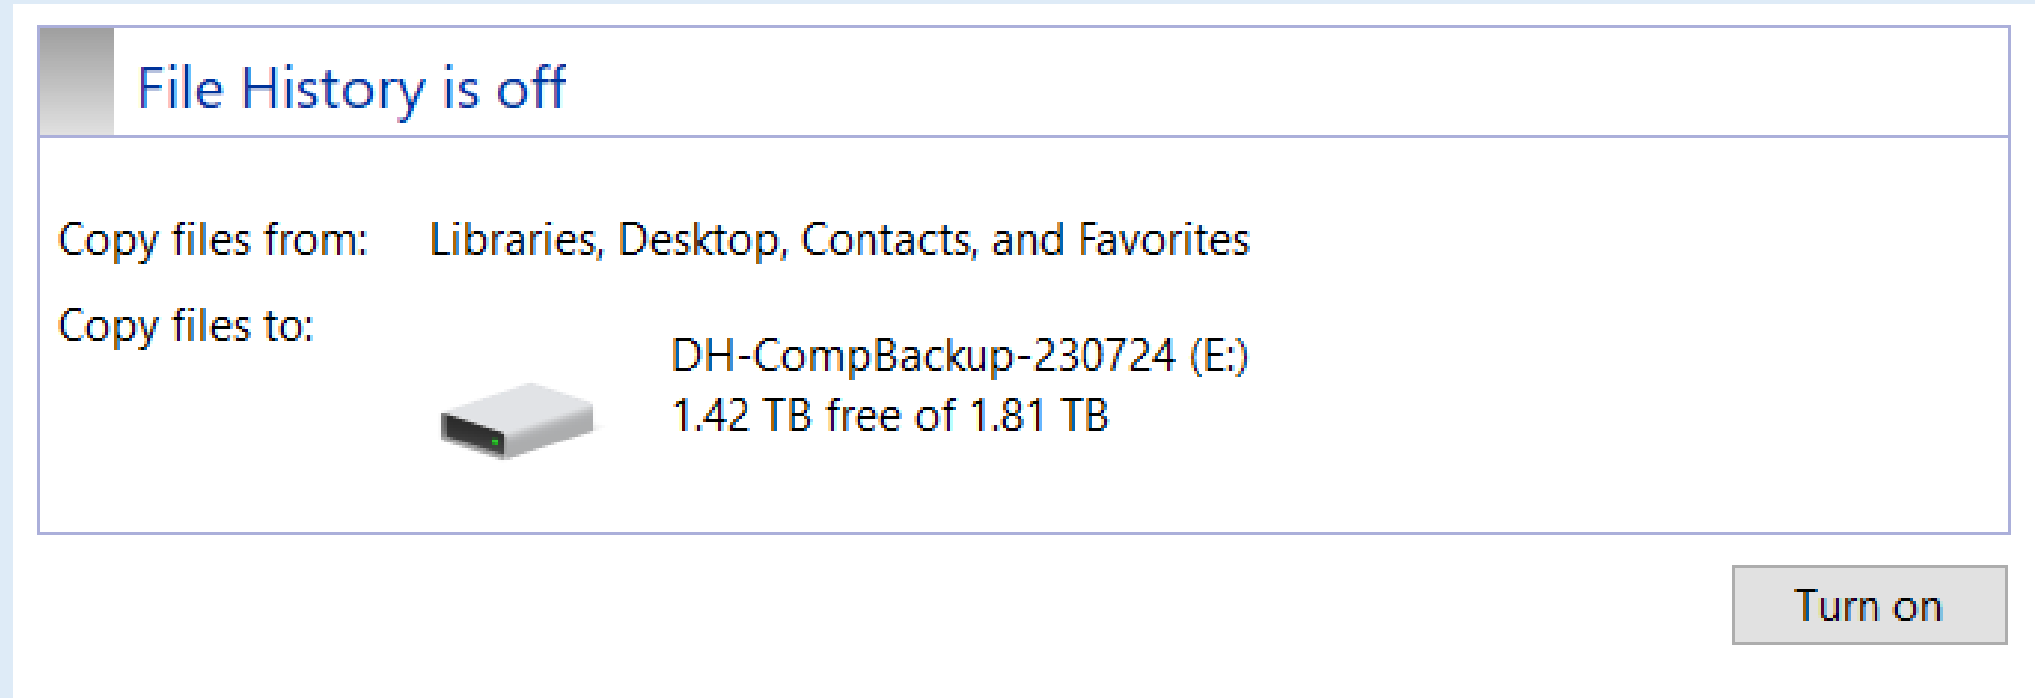 File History is off
Copy files from: Libraries, Desktop, Contacts, and Favorites
Copy files to:
DH-CompBackup-230724 (E:)
1.42 TB free of 1.81 TB
Turn on